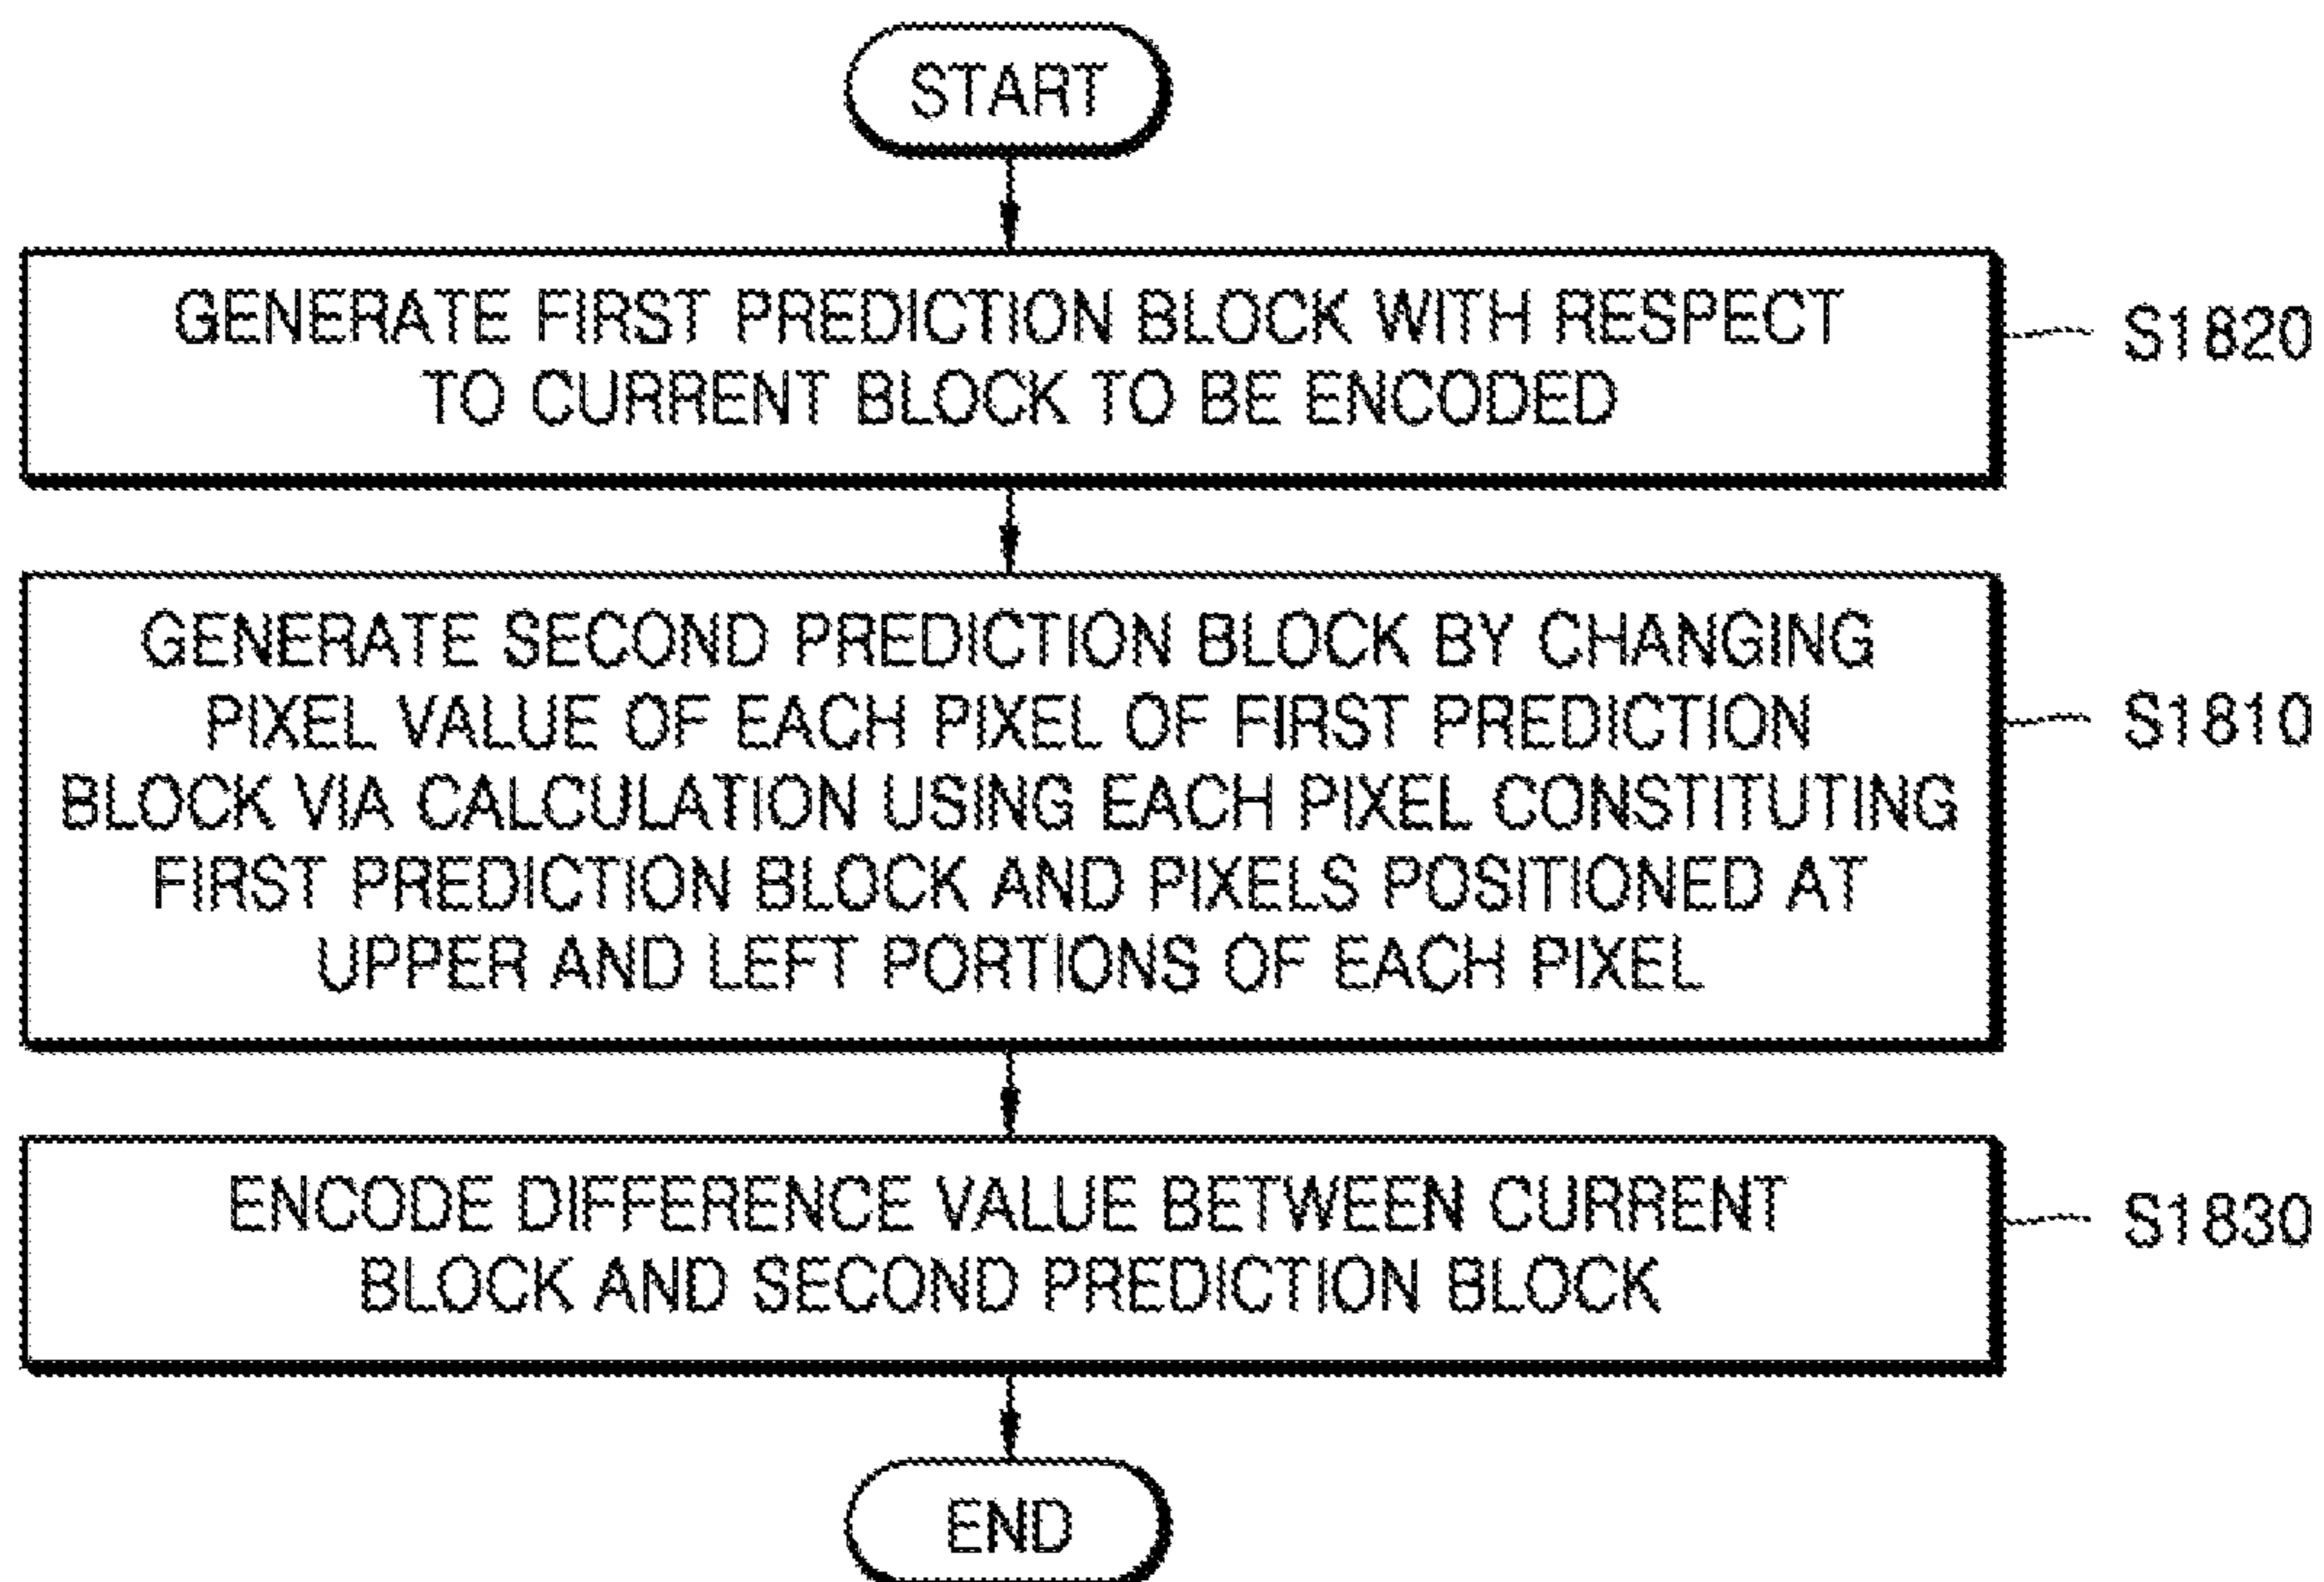 START
GENERATE FIRST PREDICTION BLOCK WITH RESPECT
TO CURRENT BLOCK TO BE ENCODED
S1820
GENERATE SECOND PREDICTION BLOCK BY CHANGING
PIXEL VALUE OF EACH PIXEL OF FIRST PREDICTION
BLOCK VIA CALCULATION USING EACH PIXEL CONSTITUTING
FIRST PREDICTION BLOCK AND PIXELS POSITIONED AT
UPPER AND LEFT PORTIONS OF EACH PIXEL
S1810
ENCODE DIFFERENCE VALUE BETWEEN CURRENT
BLOCK AND SECOND PREDICTION BLOCK
S1830
END